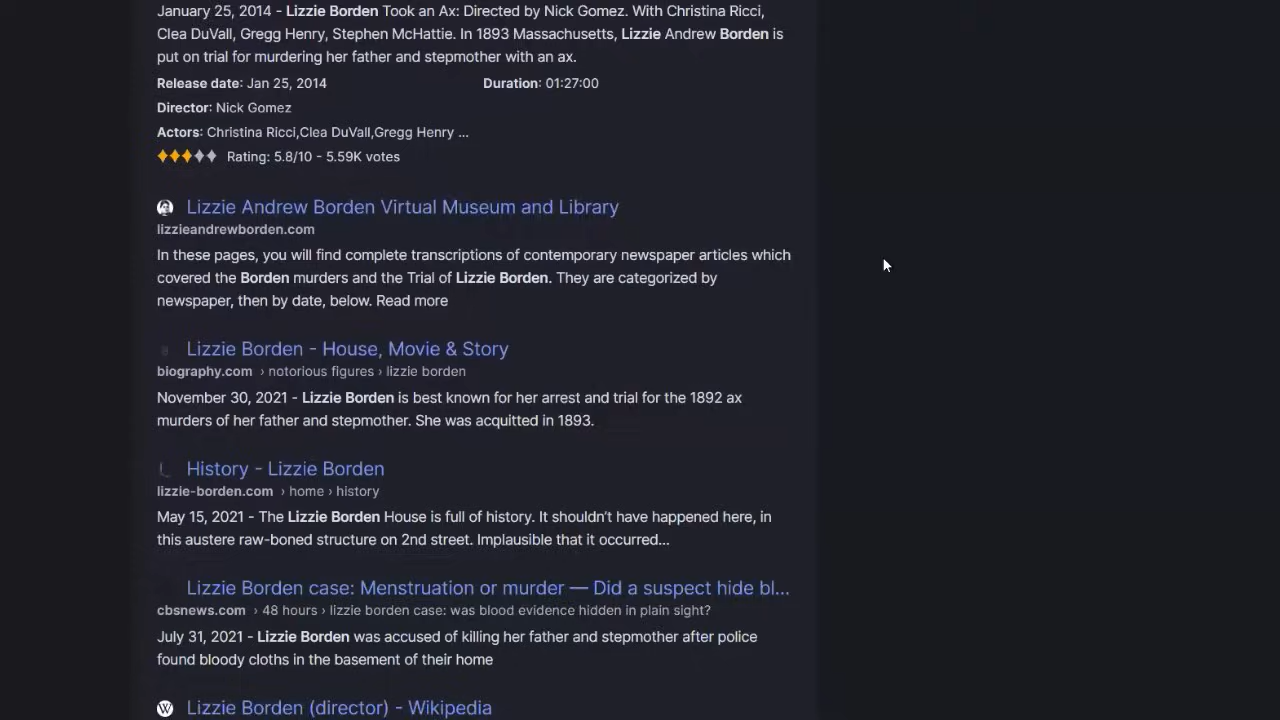 January 25, 2014 - Lizzie Borden Took an Ax: Directed by Nick Gomez. With Christina Ricci,
Clea DuVall, Gregg Henry, Stephen McHattie. In 1893 Massachusetts, Lizzie Andrew Borden is
put on trial for murdering her father and stepmother with an ax.
Release date: Jan 25, 2014 Duration: 01:27:00
Director: Nick Gomez
Actors: Christina Ricci,Clea DuVall,Gregg Henry ...
Rating: 5.8/10 - 5.59K votes
Lizzie Andrew Borden Virtual Museum and Library
lizzieandrewborden.com
In these pages, you will find complete transcriptions of contemporary newspaper articles which
covered the Borden murders and the Trial of Lizzie Borden. They are categorized by
newspaper, then by date, below. Read more
Lizzie Borden - House, Movie & Story
biography.com › notorious figures › lizzie borden
November 30, 2021 - Lizzie Borden is best known for her arrest and trial for the 1892 ax
murders of her father and stepmother. She was acquitted in 1893.
History - Lizzie Borden
lizzie-borden.com › home › history
May 15, 2021 - The Lizzie Borden House is full of history. It shouldn't have happened here, in
this austere raw-boned structure on 2nd street. Implausible that it occurred...
Lizzie Borden case: Menstruation or murder — Did a suspect hide bl...
cbsnews.com › 48 hours › lizzie borden case: was blood evidence hidden in plain sight?
July 31, 2021 - Lizzie Borden was accused of killing her father and stepmother after police
found bloody cloths in the basement of their home
W Lizzie Borden (director) - Wikipedia